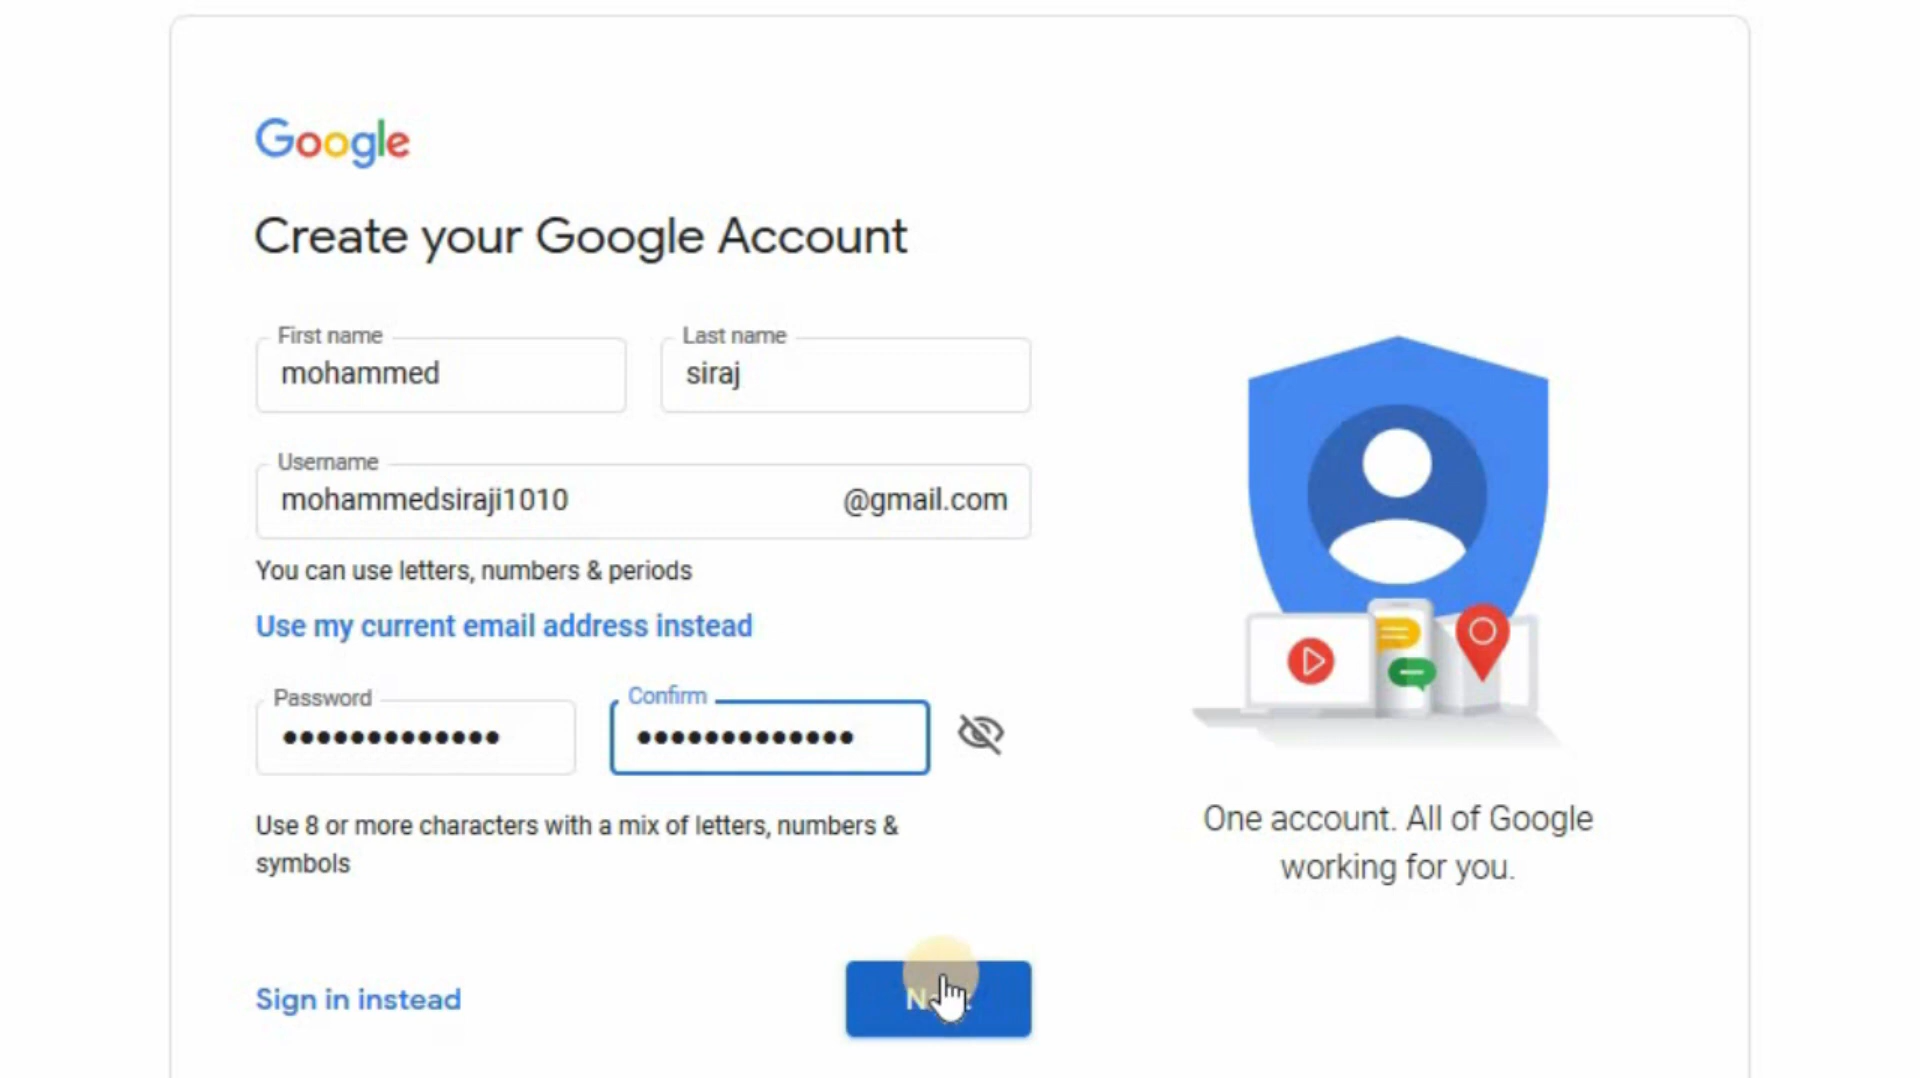 Google
Create your Google Account
First name
Last name
mohammed
siraj
Username
mohammedsiraji1010
@gmail.com
You can use letters, numbers & periods
Use my current email address instead
Password
Confirm
Use 8 or more characters with a mix of letters, numbers &
symbols
One account. All of Google
working for you.
Sign in instead